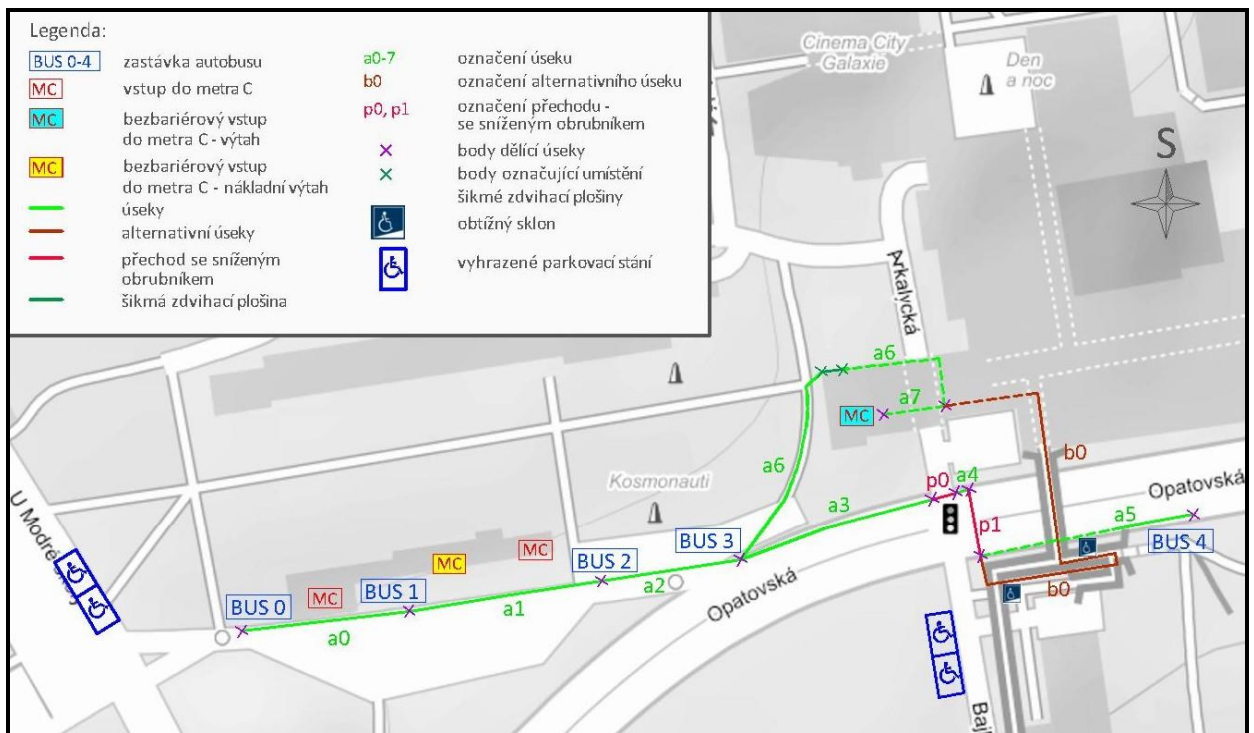 Legenda:
BUS 0-4 zastávka autobusu
MC vstup do metra C
MC bezbariérový vstup
do metra C - výtah
MC bezbariérový vstup
do metra C - nákladní výtah
úseky
alternativní úseky
přechod se sníženým
obrubníkem
šikmá zdvihací plošina
a0-7 označení úseku
b0 označení alternativního úseku
p0, p1 označení přechodu -
se sníženým obrubníkem
body dělící úseky
body označující umístění
šikmé zdvihací plošiny
obtížný sklon
vyhrazené parkovací stání
Cinema City
Galaxie
Den
a noc
S
Arkalycká
a6
a7
MC
b0
a6
Kosmonauti
p0
a4
b0
Opatovská
a3
p1
a5
BUS 4
BUS 3
MC
MC
BUS 2
a2
Opatovská
b0
U Modré
BUS 0
MC
BUS 1
a1
a0
Baj